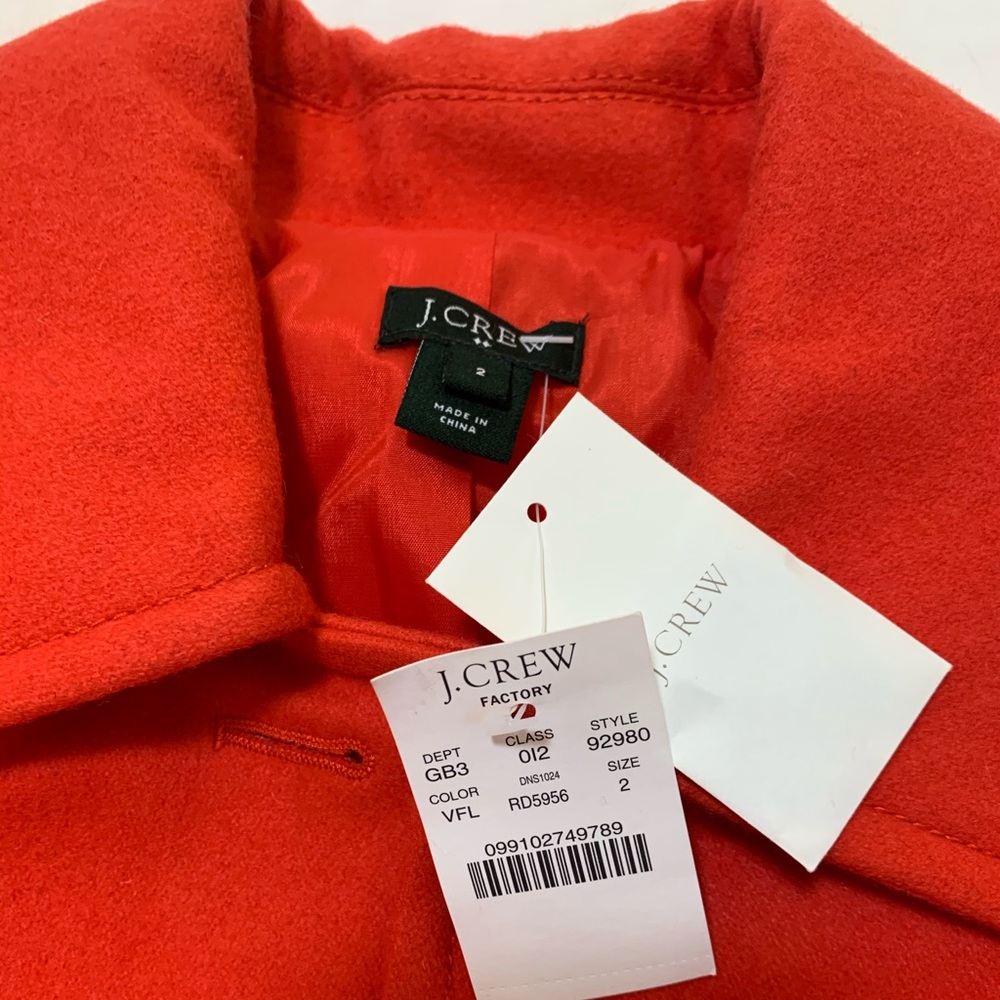 J.CREW
2
MADE IN
CHINA
J.CREW
J.CREW
FACTORY
DEPT CLASS STYLE
GB3 012 92980
COLOR DNS1024 SIZE
VFL RD5956 2
099102749789